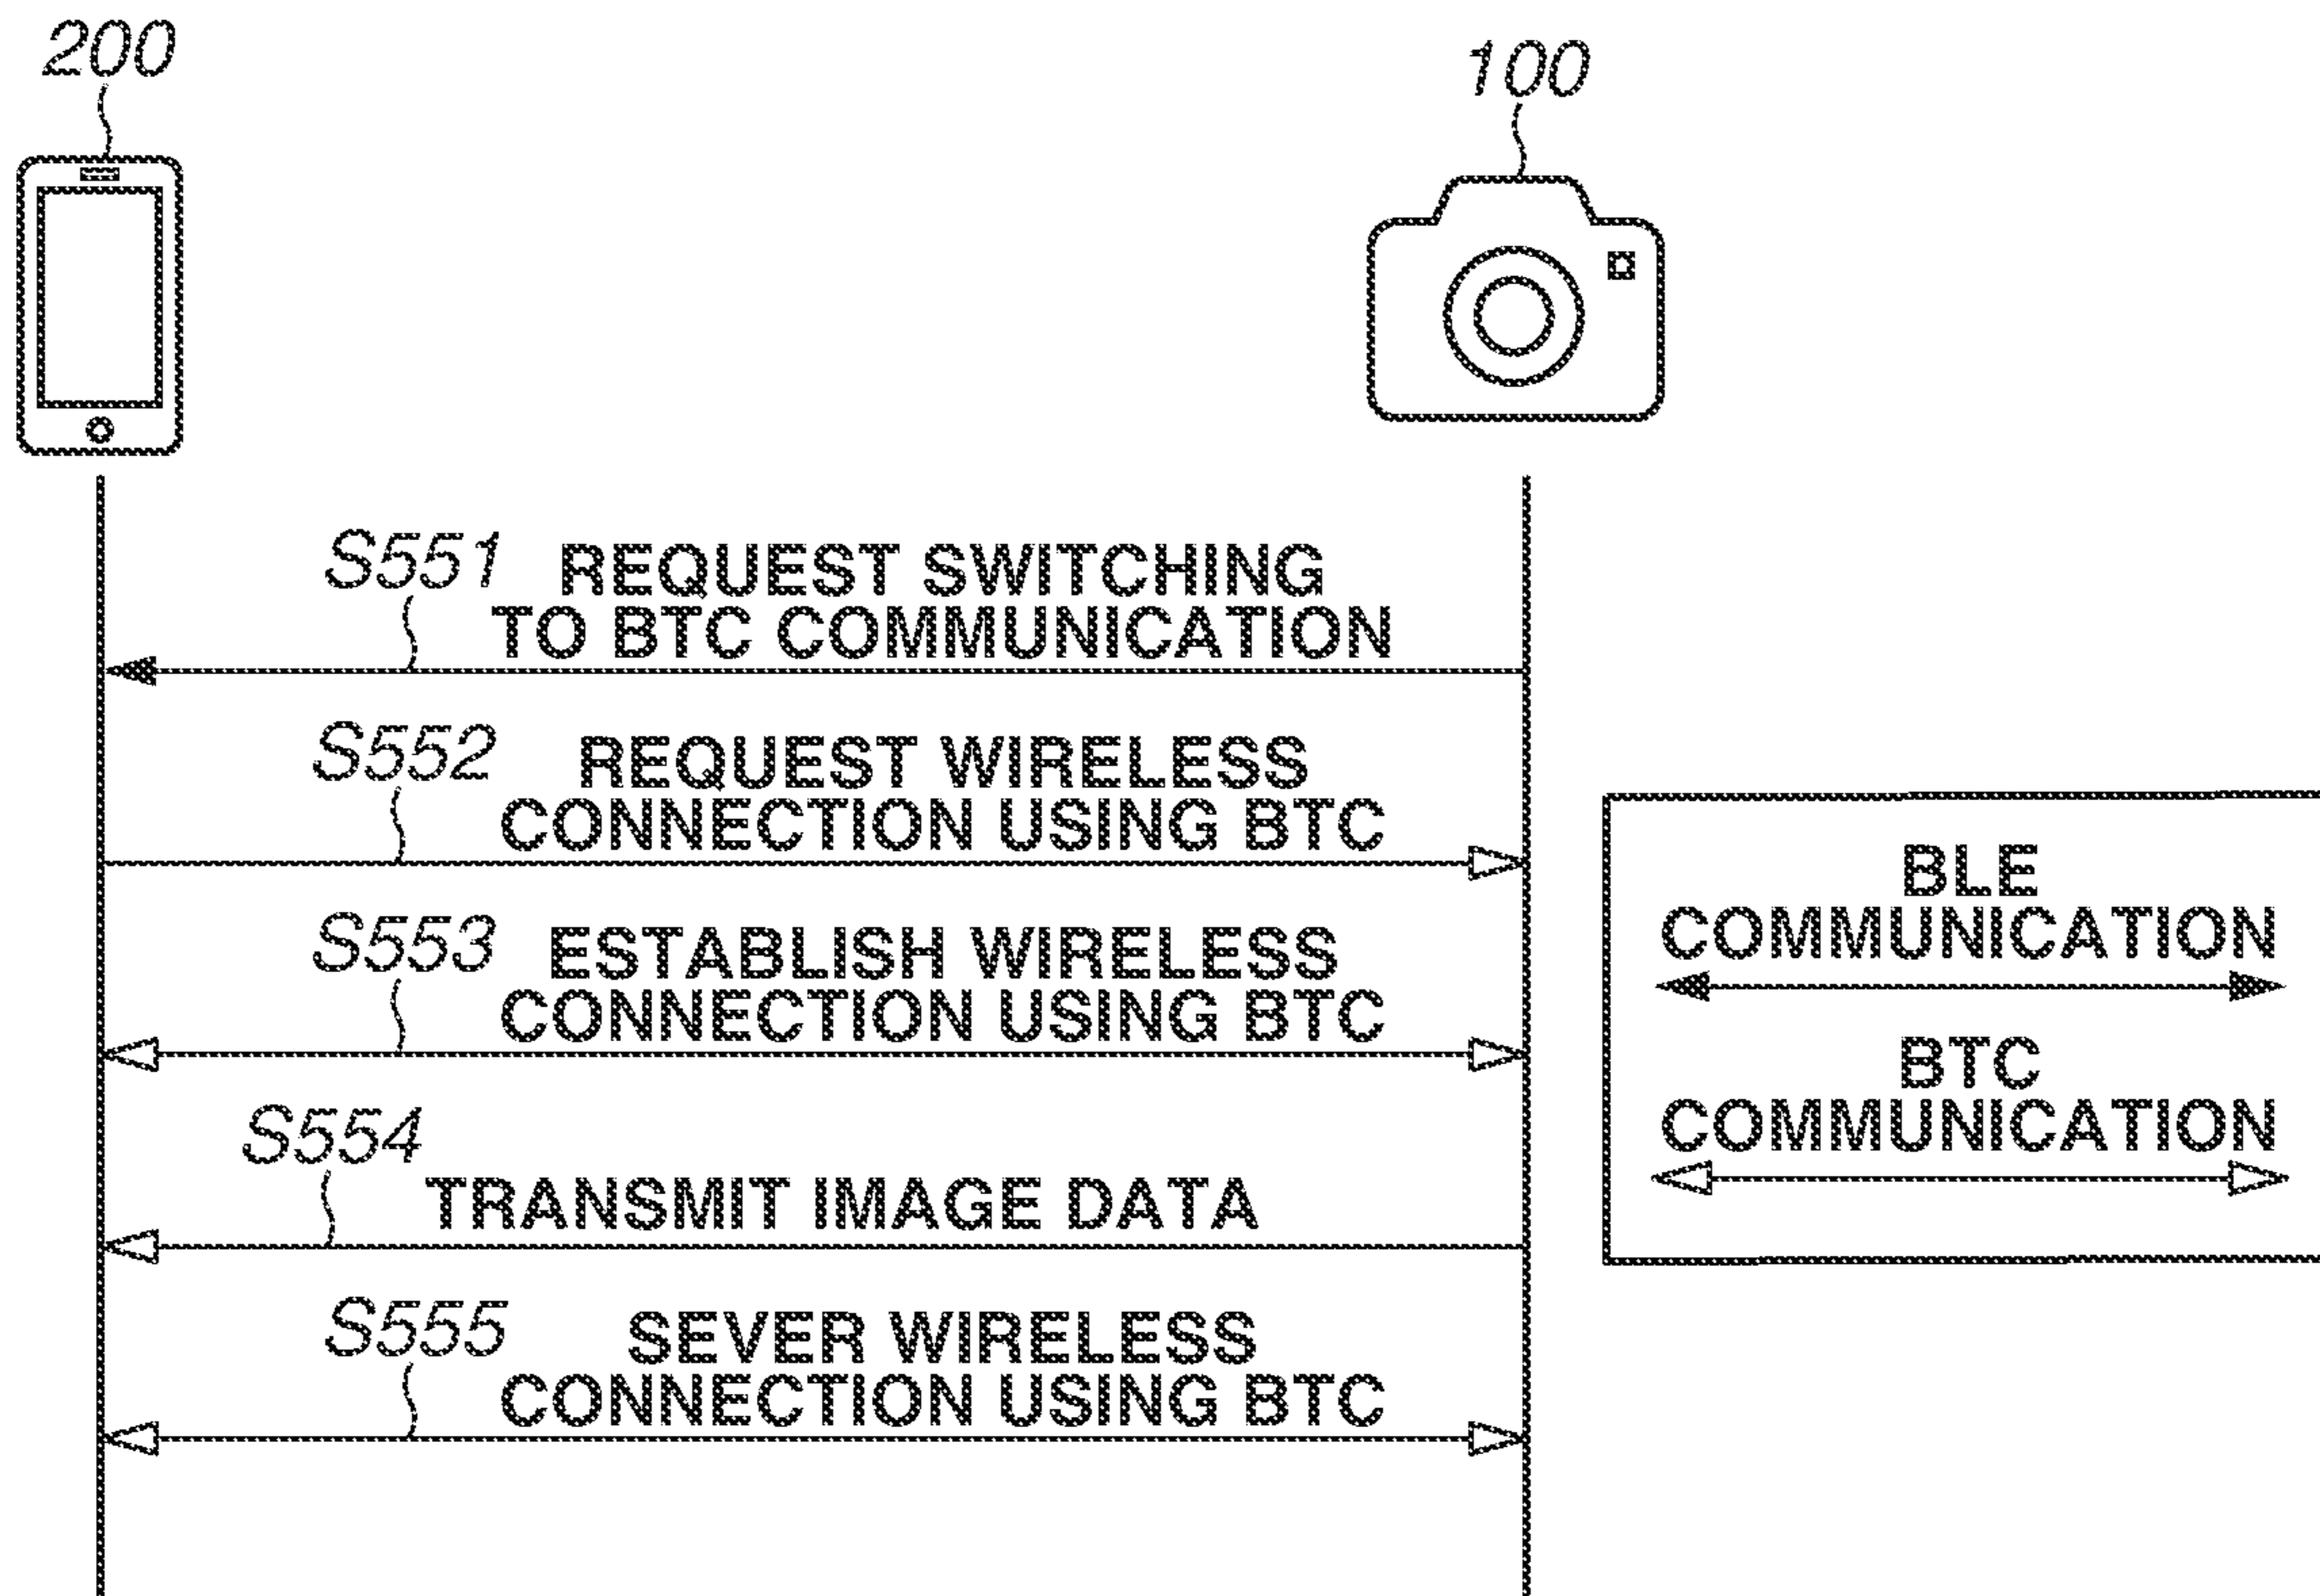 200
100
S551 REQUEST SWITCHING
TO BTC COMMUNICATION
S552 REQUEST WIRELESS
CONNECTION USING BTC
S553 ESTABLISH WIRELESS
CONNECTION USING BTC
S554
TRANSMIT IMAGE DATA
S555 SEVER WIRELESS
CONNECTION USING BTC
BLE
COMMUNICATION
BTC
COMMUNICATION